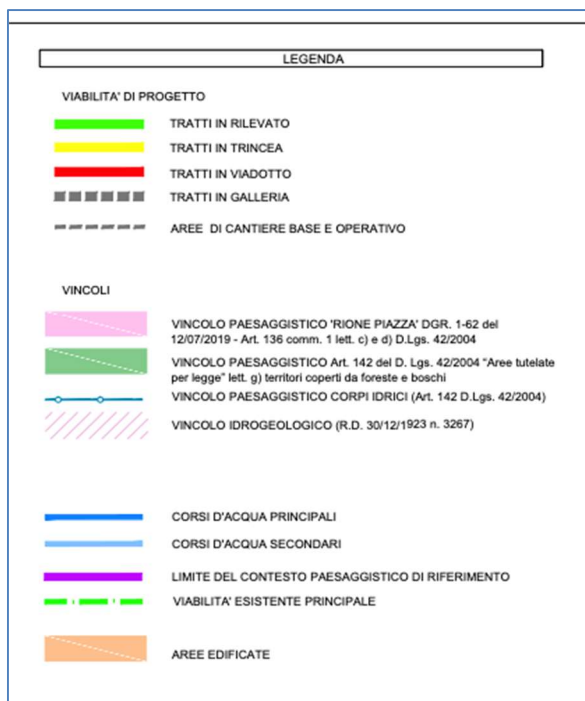 LEGENDA
VIABILITA' DI PROGETTO
TRATTI IN RILEVATO
TRATTI IN TRINCEA
TRATTI IN VIADOTTO
TRATTI IN GALLERIA
AREE DI CANTIERE BASE E OPERATIVO
VINCOLI
VINCOLO PAESAGGISTICO 'RIONE PIAZZA' DGR. 1-62 del
12/07/2019 - Art. 136 comm. 1 lett. c) e d) D.Lgs. 42/2004
VINCOLO PAESAGGISTICO Art. 142 del D. Lgs. 42/2004 “Aree tutelate
per legge” lett. g) territori coperti da foreste e boschi
VINCOLO PAESAGGISTICO CORPI IDRICI (Art. 142 D.Lgs. 42/2004)
VINCOLO IDROGEOLOGICO (R.D. 30/12/1923 n. 3267)
CORSI D'ACQUA PRINCIPALI
CORSI D'ACQUA SECONDARI
LIMITE DEL CONTESTO PAESAGGISTICO DI RIFERIMENTO
VIABILITA' ESISTENTE PRINCIPALE
AREE EDIFICATE